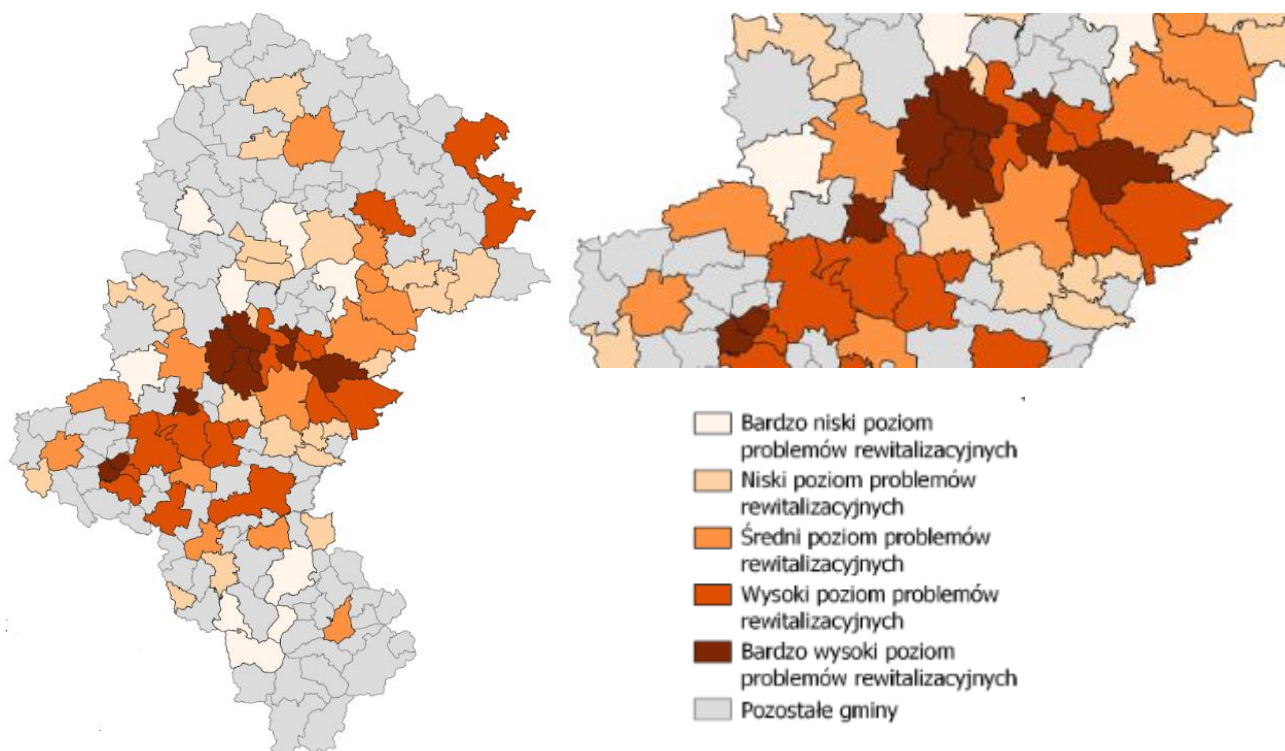 Bardzo niski poziom
problemów rewitalizacyjnych
Niski poziom problemów
rewitalizacyjnych
Średni poziom problemów
rewitalizacyjnych
Wysoki poziom problemów
rewitalizacyjnych
Bardzo wysoki poziom
problemów rewitalizacyjnych
Pozostałe gminy